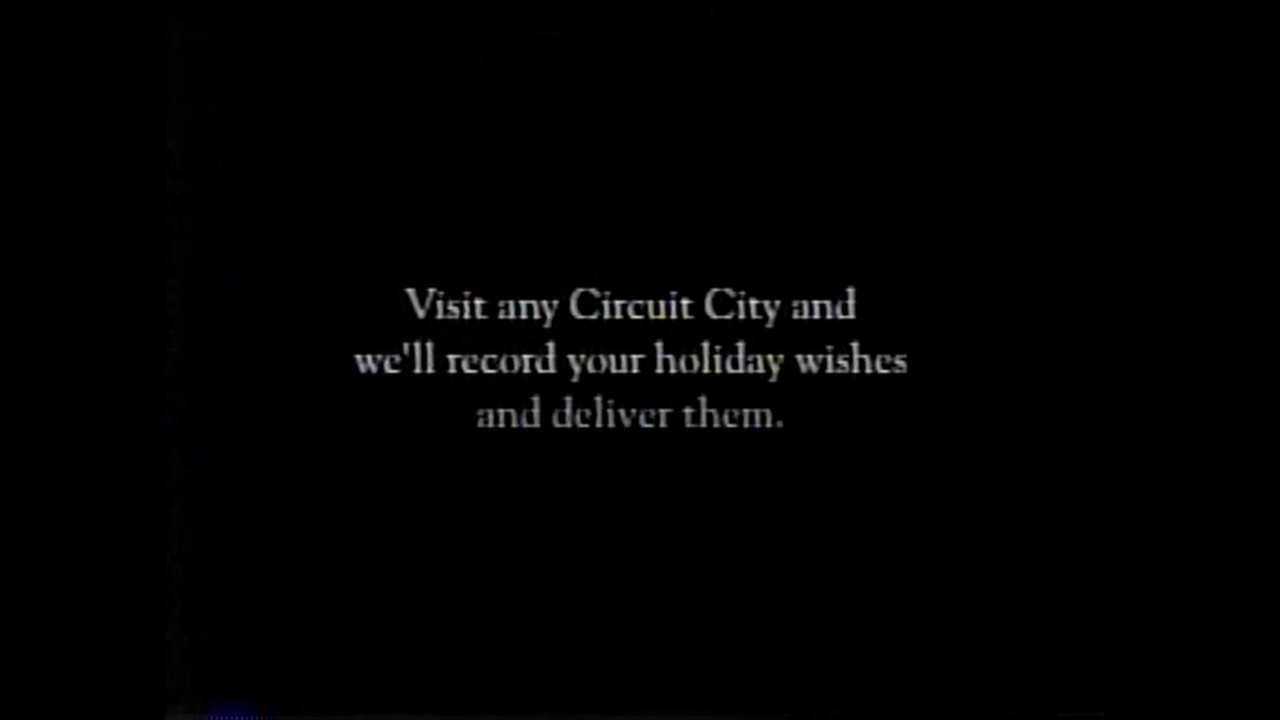 Visit any Circuit City and
we'll record your holiday wishes
and deliver them.